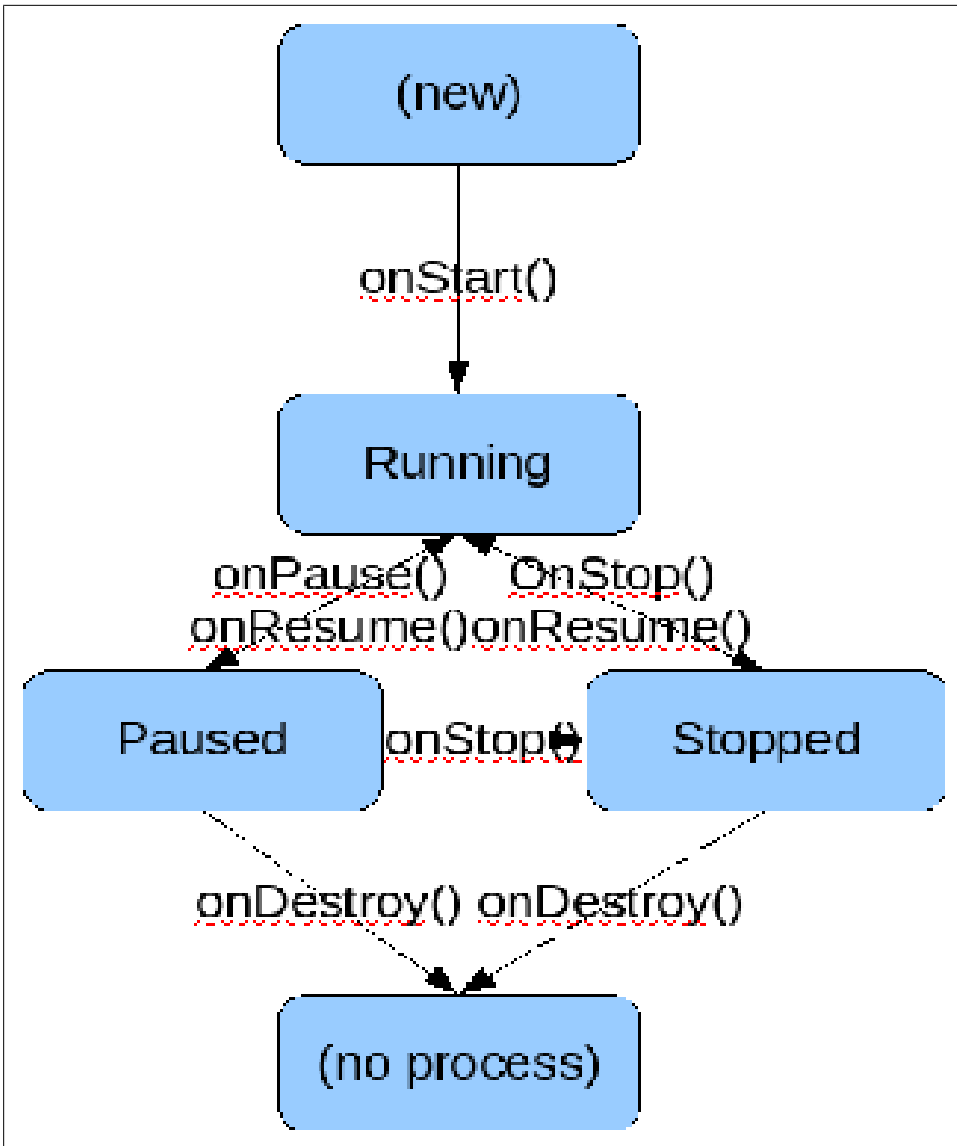 (new)
onStart()
Running
onPause() OnStop()
onResume() onResume()
Paused onStop() Stopped
onDestroy() onDestroy()
(no process)